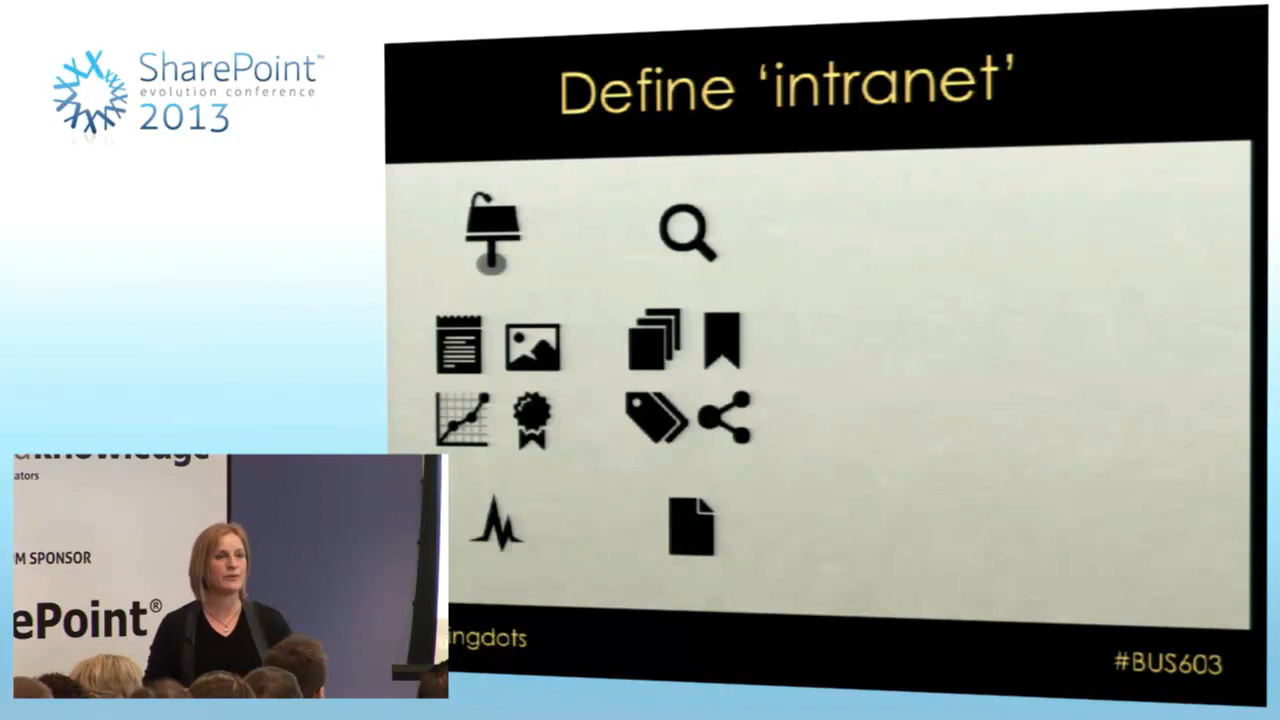 SharePoint™
evolution conference
2013
Define ‘intranet’
ators
M SPONSOR
ePoint®
ingdots
#BUS603